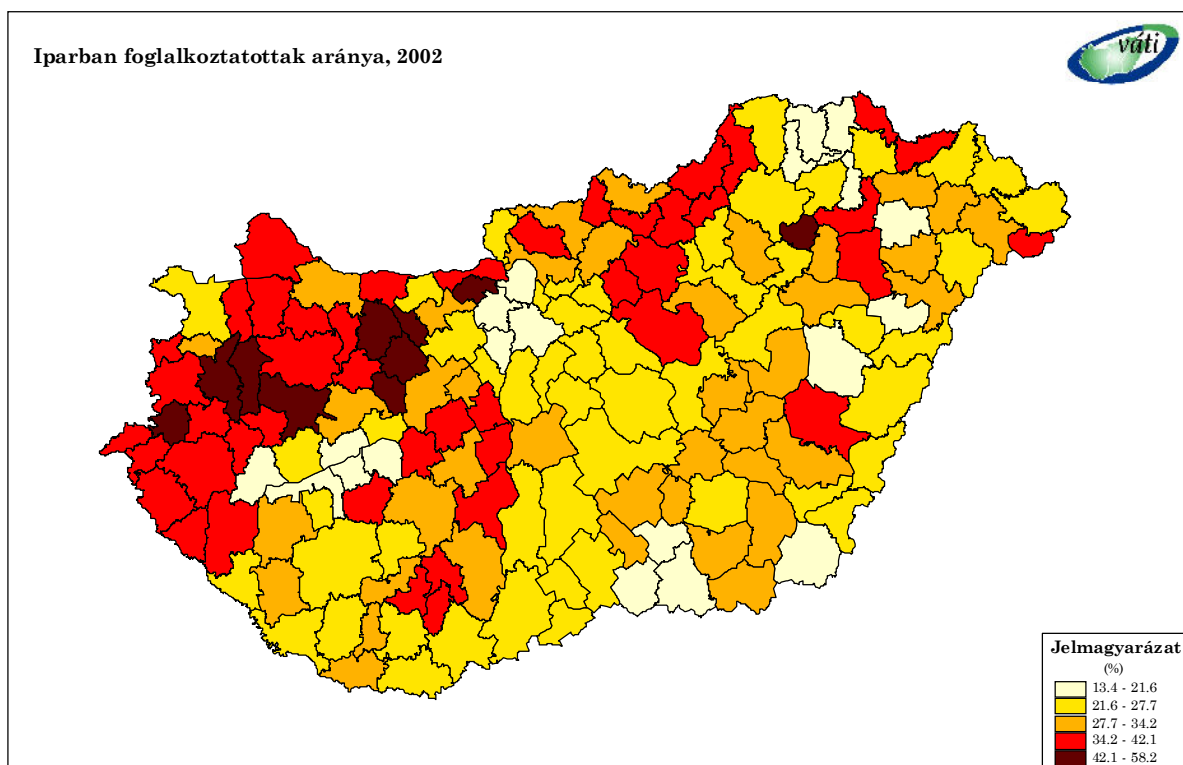 Iparban foglalkoztatottak aránya, 2002
váti
Jelmagyarázat
(%)
13.4 - 21.6
21.6 - 27.7
27.7 - 34.2
34.2 - 42.1
42.1 - 58.2